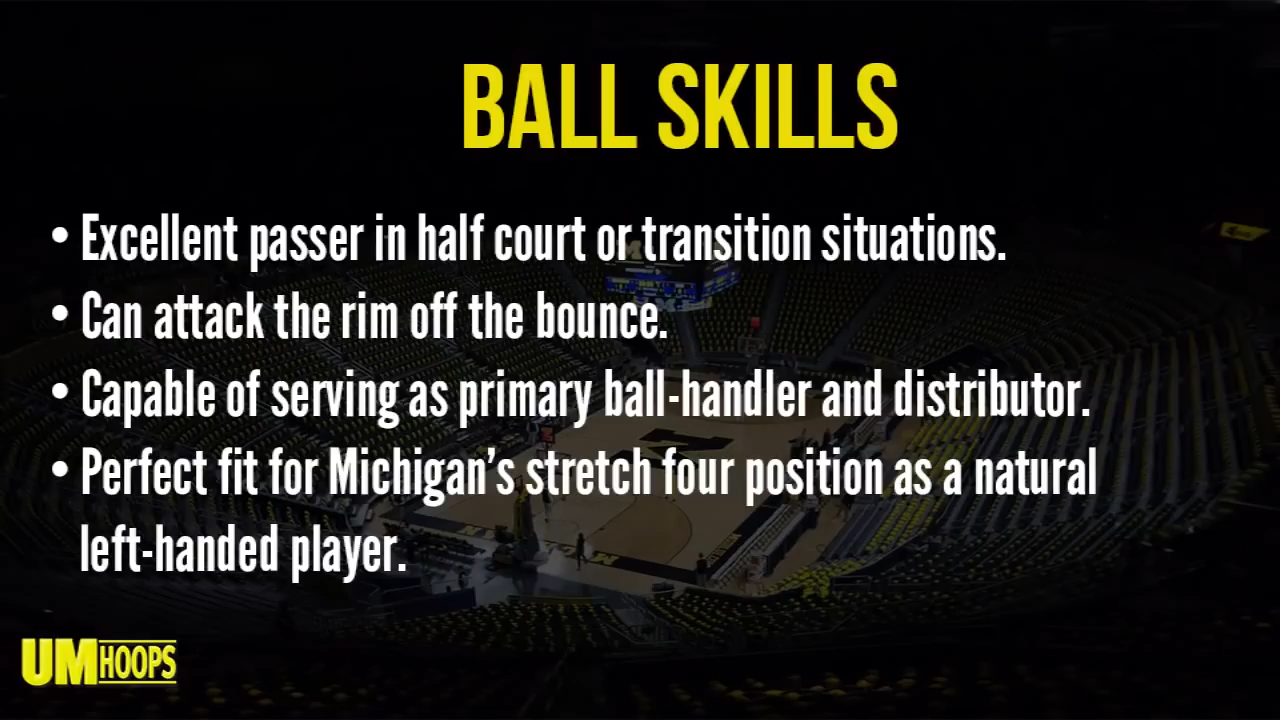 BALL SKILLS
• Excellent passer in half court or transition situations.
• Can attack the rim off the bounce.
• Capable of serving as primary ball-handler and distributor.
• Perfect fit for Michigan’s stretch four position as a natural
left-handed player.
UMHOOPS